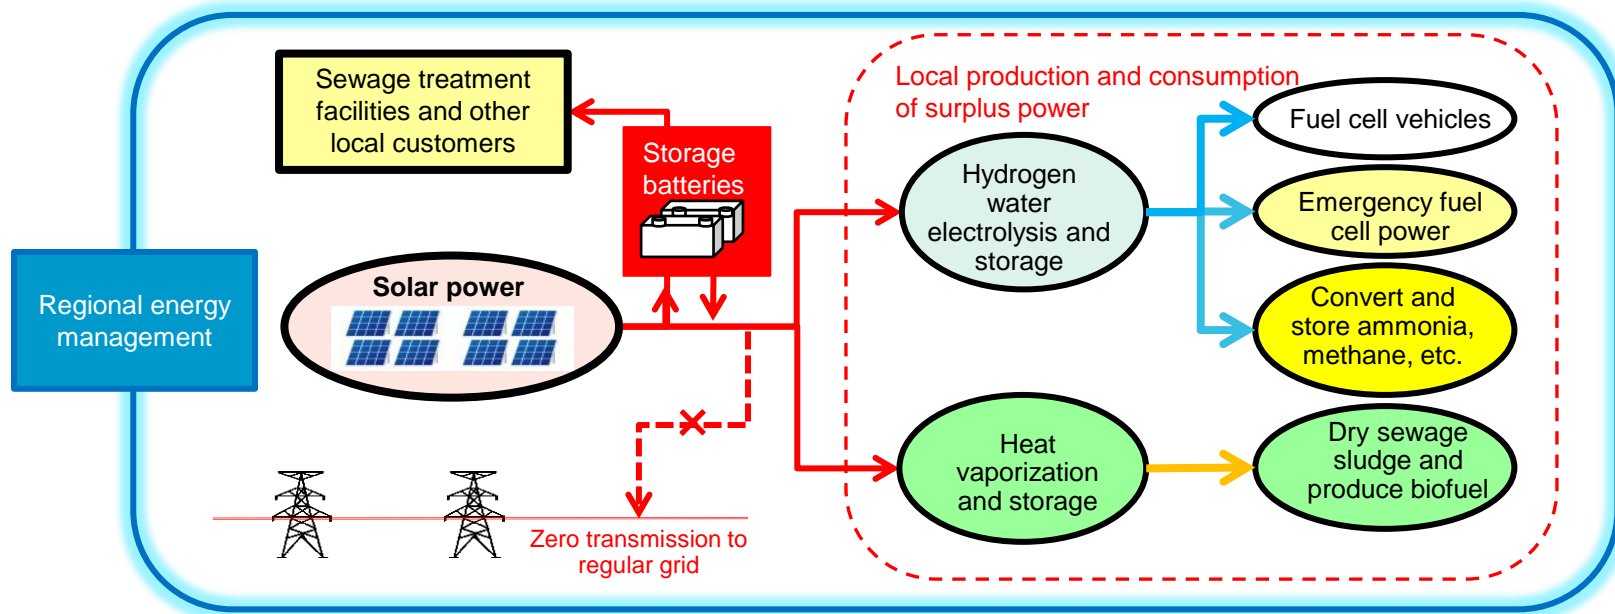 Sewage treatment
facilities and other
local customers
Storage
batteries
Local production and consumption
of surplus power
Fuel cell vehicles
Hydrogen
water
electrolysis and
storage
Emergency fuel
cell power
Regional energy
management
Solar power
Convert and
store ammonia,
methane, etc.
Heat
vaporization
and storage
Dry sewage
sludge and
produce biofuel
Zero transmission to
regular grid